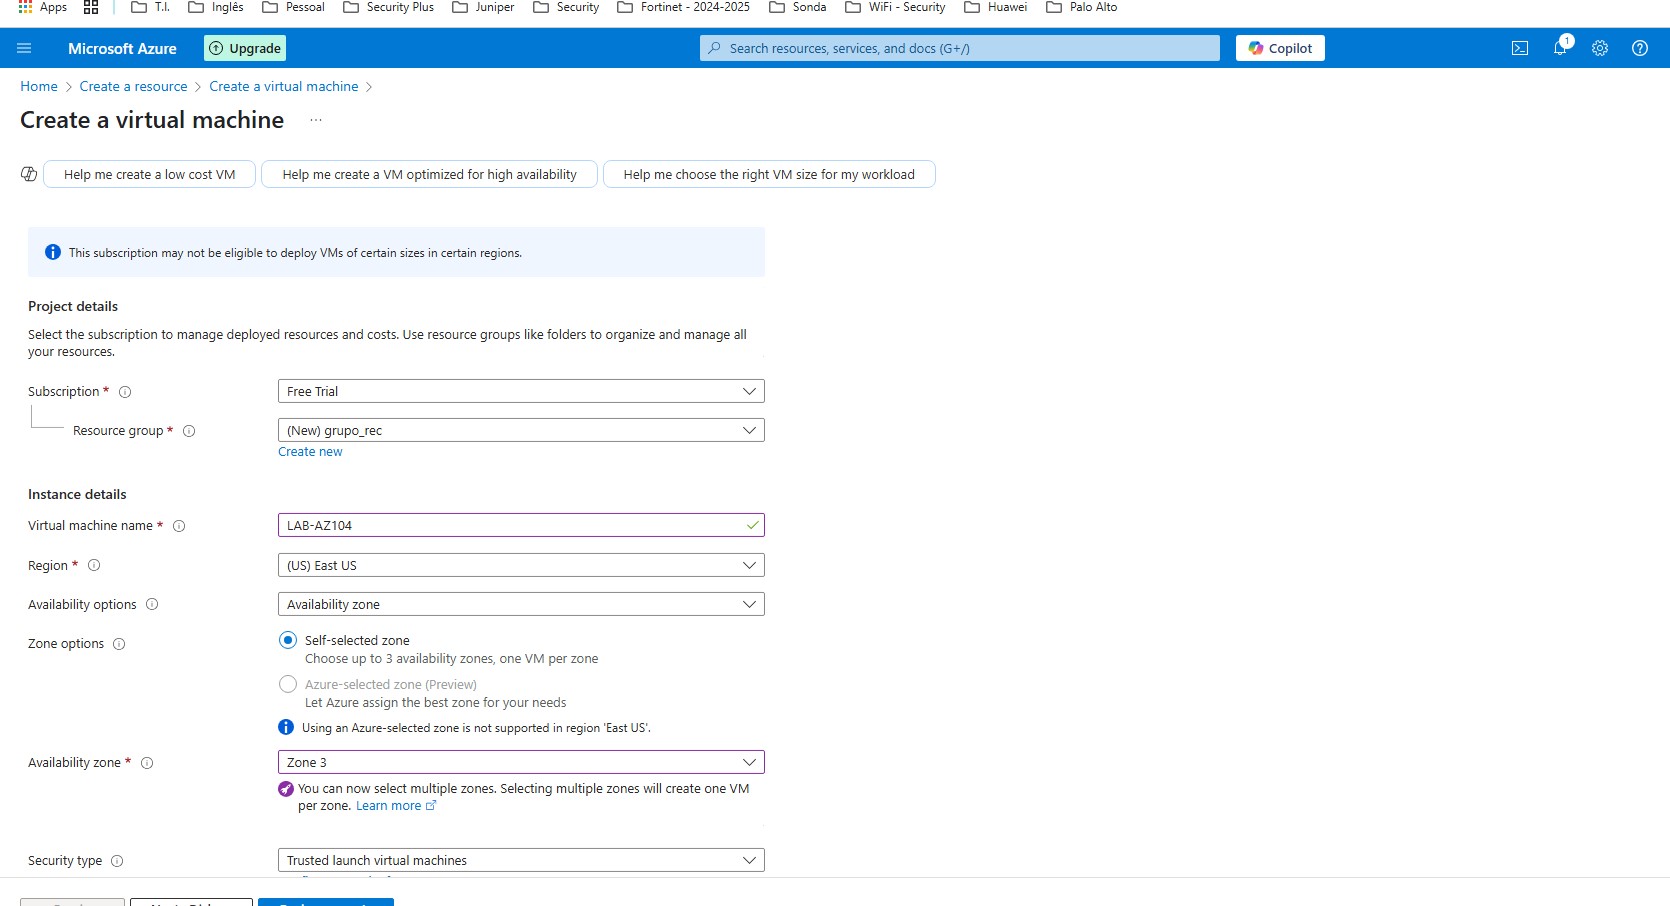 Apps T.I. Inglês Pessoal Security Plus Juniper Security Fortinet - 2024-2025 Sonda WiFi - Security Huawei Palo Alto
Microsoft Azure Upgrade Search resources, services, and docs (G+/) Copilot 1
Home > Create a resource > Create a virtual machine >
Create a virtual machine ...
Help me create a low cost VM Help me create a VM optimized for high availability Help me choose the right VM size for my workload
This subscription may not be eligible to deploy VMs of certain sizes in certain regions.
Project details
Select the subscription to manage deployed resources and costs. Use resource groups like folders to organize and manage all
your resources.
Subscription * Free Trial
Resource group * (New) grupo_rec
Create new
Instance details
Virtual machine name * LAB-AZ104
Region * (US) East US
Availability options Availability zone
Zone options Self-selected zone
Choose up to 3 availability zones, one VM per zone
Azure-selected zone (Preview)
Let Azure assign the best zone for your needs
Using an Azure-selected zone is not supported in region 'East US'.
Availability zone * Zone 3
You can now select multiple zones. Selecting multiple zones will create one VM
per zone. Learn more
Security type Trusted launch virtual machines